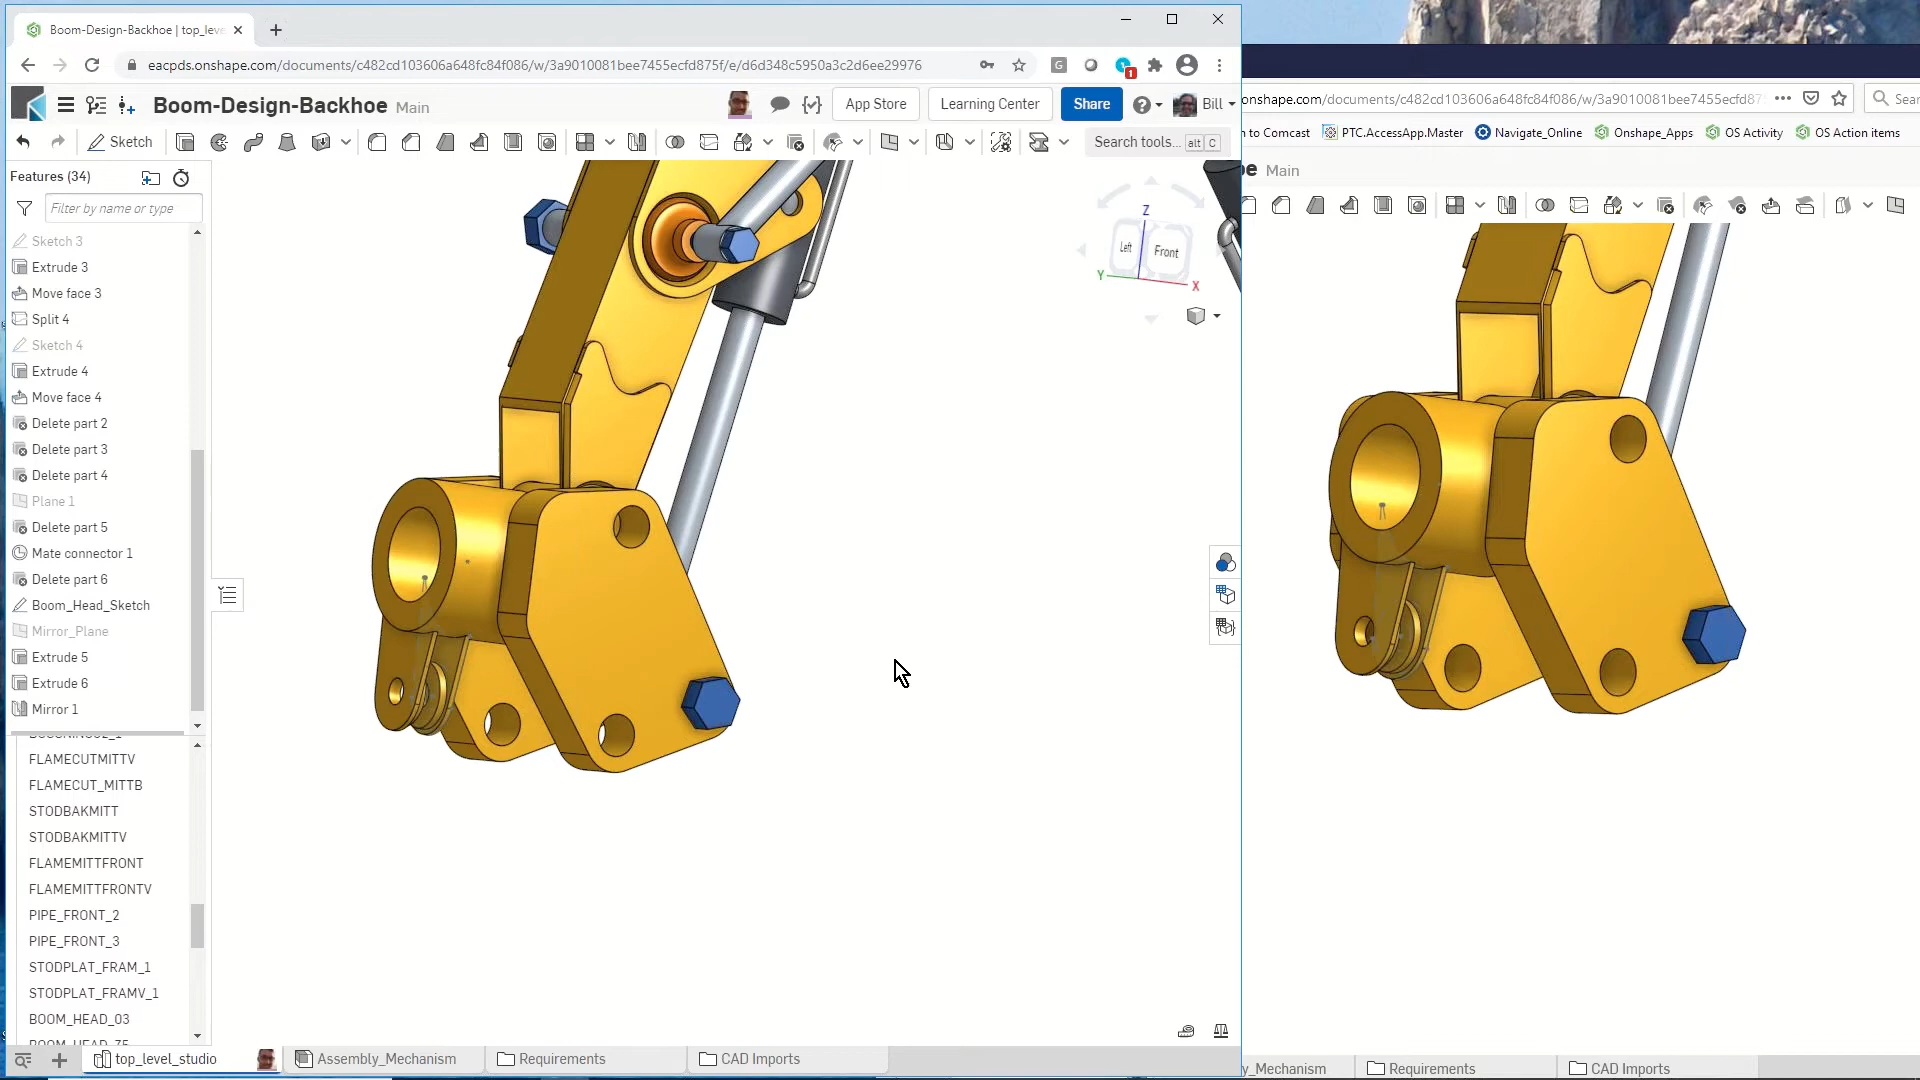 Boom-Design-Backhoe | top_leve
eacpds.onshape.com/documents/c482cd103606a648fc84f086/w/3a9010081bee7455ecfd875f/e/d6d348c5950a3c2d6ee29976
G
1
Boom-Design-Backhoe Main
App Store
Learning Center
Share
Bill
Sketch
Search tools... alt C
Features (34)
Filter by name or type
Sketch 3
Extrude 3
Move face 3
Split 4
Sketch 4
Extrude 4
Move face 4
Delete part 2
Delete part 3
Delete part 4
Plane 1
Delete part 5
Mate connector 1
Delete part 6
Boom_Head_Sketch
Mirror_Plane
Extrude 5
Extrude 6
Mirror 1
FLAMECUTMITTV
FLAMECUT_MITTB
STODBAKMITT
STODBAKMITTV
FLAMEMITTFRONT
FLAMEMITTFRONTV
PIPE_FRONT_2
PIPE_FRONT_3
STODPLAT_FRAM_1
STODPLAT_FRAMV_1
BOOM_HEAD_03
Z
Left
Front
Y
X
top_level_studio
Assembly_Mechanism
Requirements
CAD Imports
onshape.com/documents/c482cd103606a648fc84f086/w/3a9010081bee7455ecfd87
Sear
n to Comcast
PTC.AccessApp.Master
Navigate_Online
Onshape_Apps
OS Activity
OS Action items
oe Main
y_Mechanism
Requirements
CAD Imports